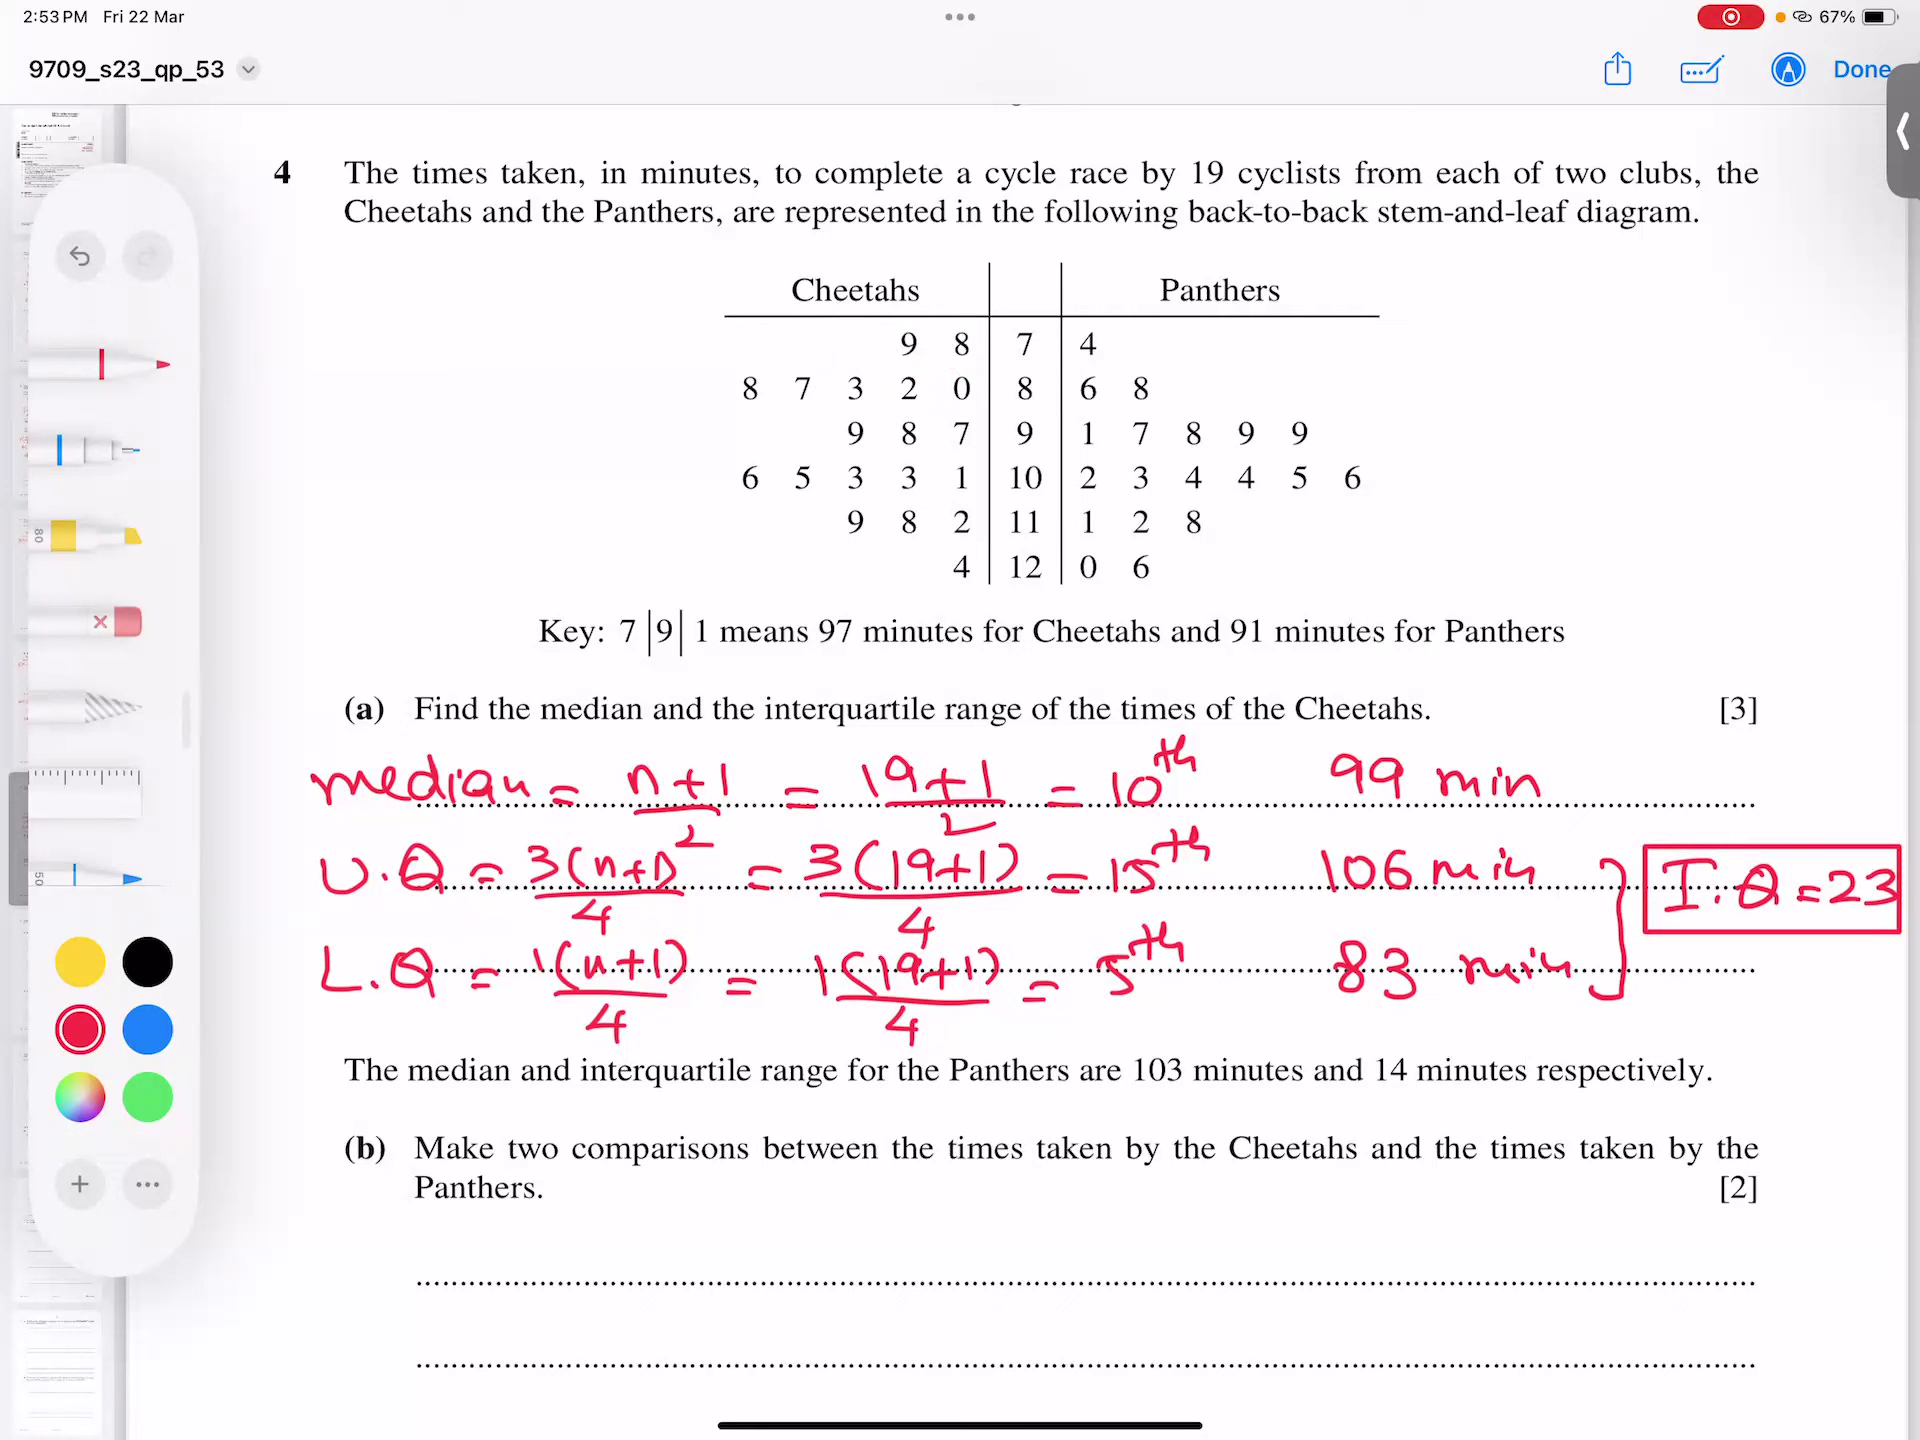 2:53 PM Fri 22 Mar
67%
9709_s23_qp_53
Done
4 The times taken, in minutes, to complete a cycle race by 19 cyclists from each of two clubs, the
Cheetahs and the Panthers, are represented in the following back-to-back stem-and-leaf diagram.
Cheetahs Panthers
9 8 7 4
8 7 3 2 0 8 6 8
9 8 7 9 1 7 8 9 9
6 5 3 3 1 10 2 3 4 4 5 6
9 8 2 11 1 2 8
4 12 0 6
Key: 7 |9| 1 means 97 minutes for Cheetahs and 91 minutes for Panthers
(a) Find the median and the interquartile range of the times of the Cheetahs. [3]
median = n+1/2 = 19+1/2 = 10th 99 min
U.Q = 3(n+1)/4 = 3(19+1)/4 = 15th 106 min
I.Q = 23
L.Q = 1(n+1)/4 = 1(19+1)/4 = 5th 83 min
The median and interquartile range for the Panthers are 103 minutes and 14 minutes respectively.
(b) Make two comparisons between the times taken by the Cheetahs and the times taken by the
Panthers. [2]
80
50